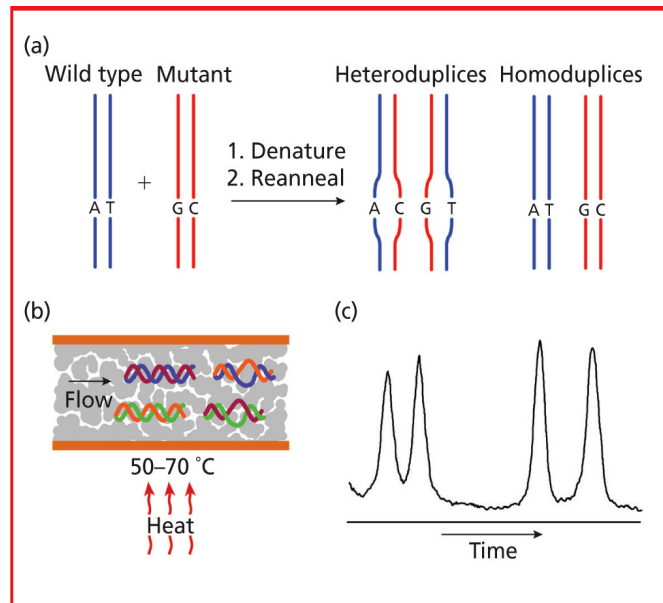 (a)
Wild type Mutant Heteroduplices Homoduplices
1. Denature
+ 2. Reanneal
A T G C A C G T A T G C
(b) (c)
Flow
50–70 °C
Heat
Time